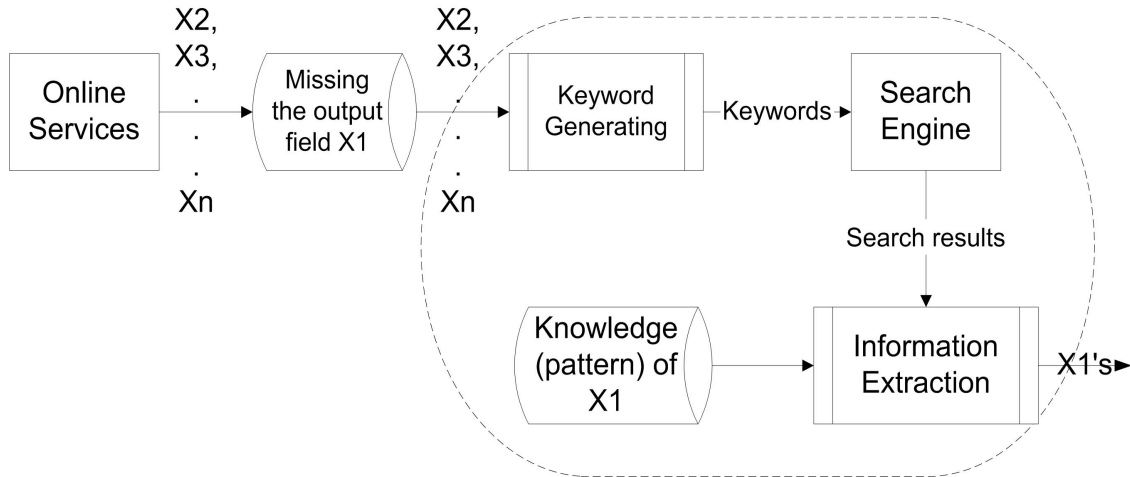 Online
Services
X2,
X3,
.
.
.
Xn
Missing
the output
field X1
X2,
X3,
.
.
.
Xn
Keyword
Generating
Keywords
Search
Engine
Search results
Knowledge
(pattern) of
X1
Information
Extraction
X1's